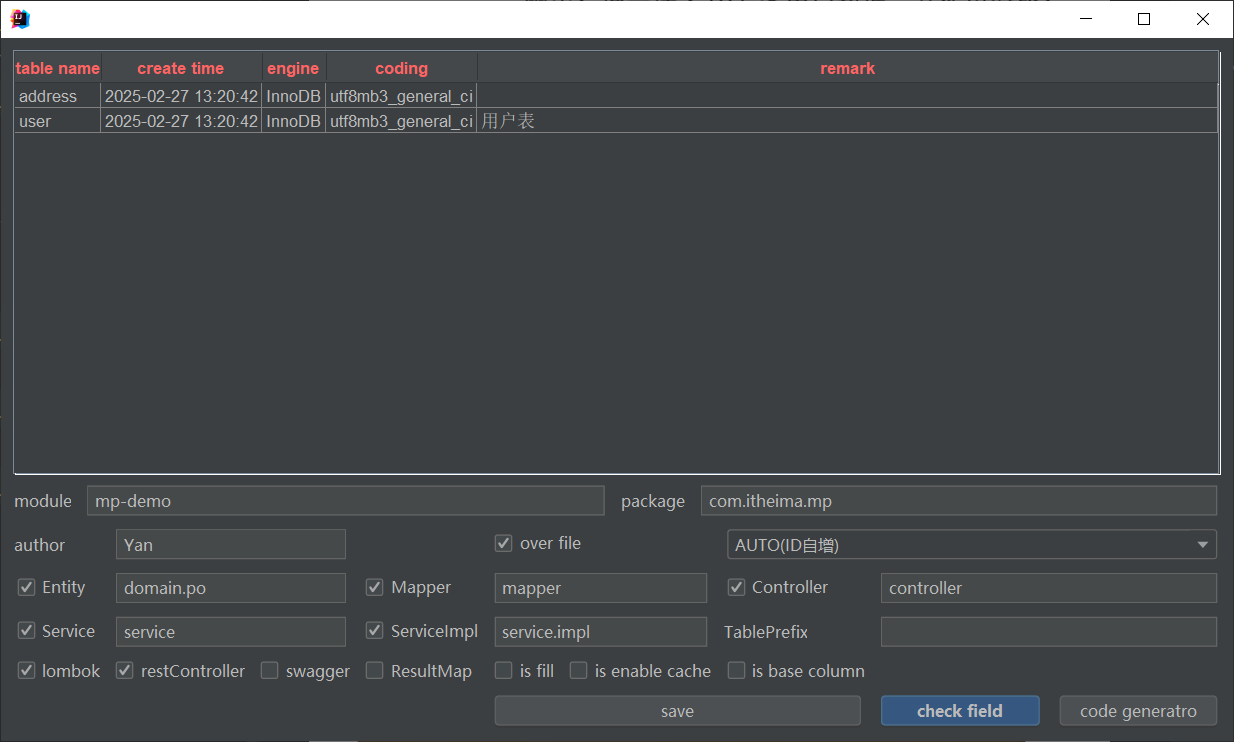 table name create time engine coding remark
address 2025-02-27 13:20:42 InnoDB utf8mb3_general_ci
user 2025-02-27 13:20:42 InnoDB utf8mb3_general_ci 用户表
module mp-demo package com.itheima.mp
author Yan over file AUTO(ID自增)
Entity domain.po Mapper mapper Controller controller
Service service ServiceImpl service.impl TablePrefix
lombok restController swagger ResultMap is fill is enable cache is base column
save check field code generatro